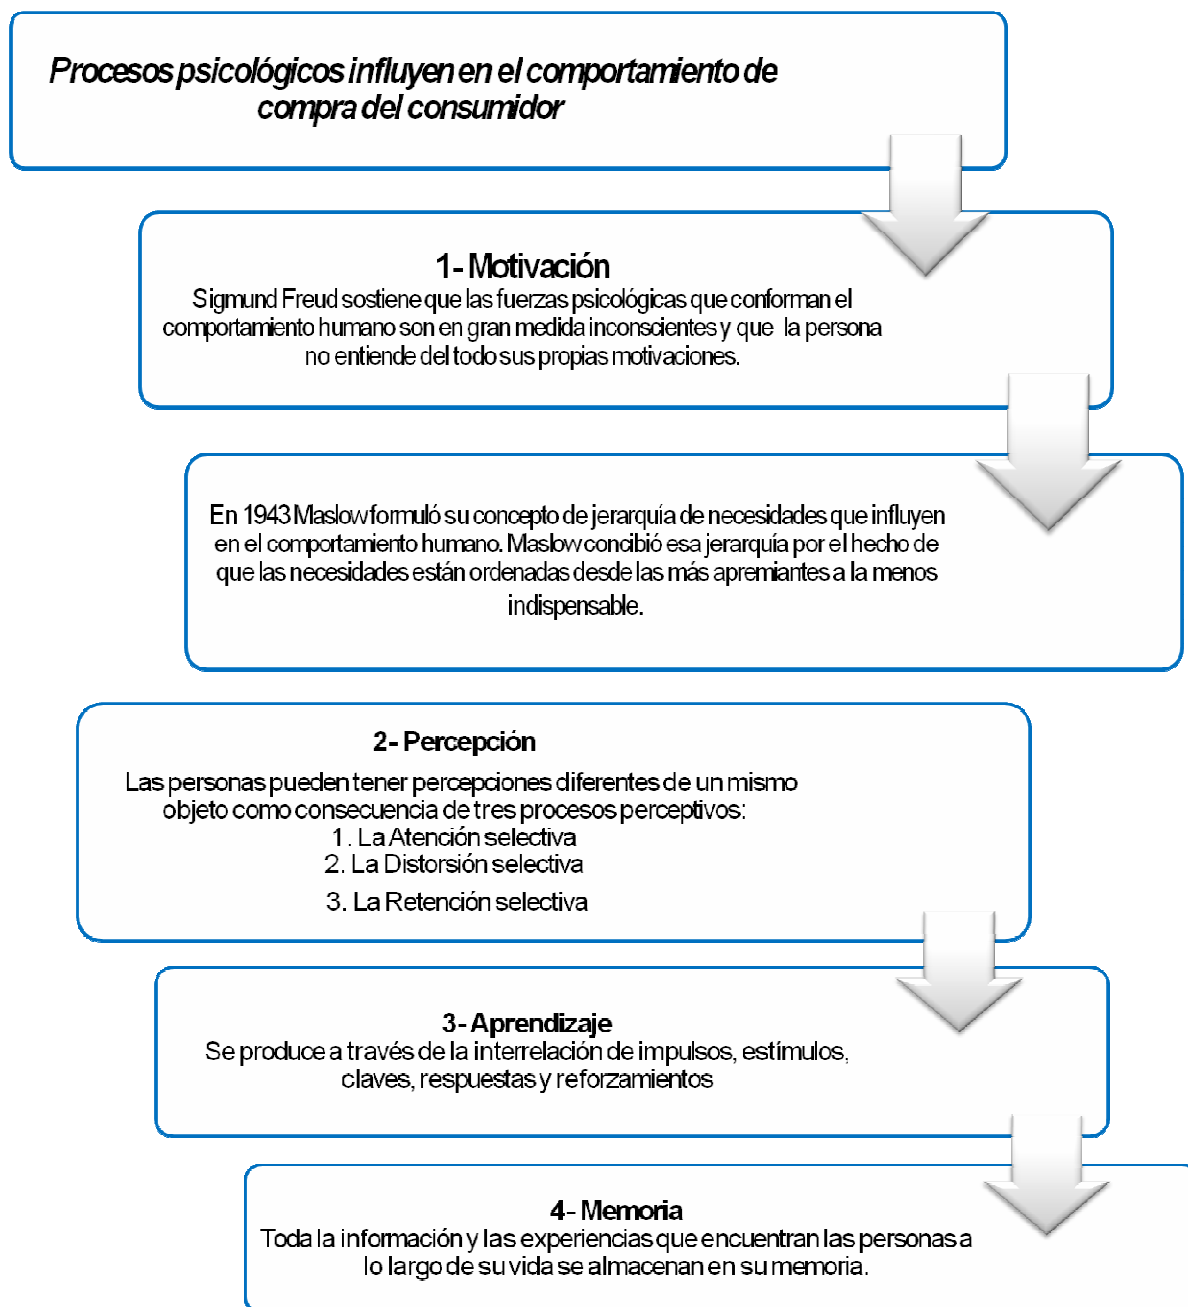 Procesos psicológicos influyen en el comportamiento de
compra del consumidor
1- Motivación
Sigmund Freud sostiene que las fuerzas psicológicas que conforman el
comportamiento humano son en gran medida inconscientes y que la persona
no entiende del todo sus propias motivaciones.
En 1943 Maslow formuló su concepto de jerarquía de necesidades que influyen
en el comportamiento humano. Maslow concibió esa jerarquía por el hecho de
que las necesidades están ordenadas desde las más apremiantes a la menos
indispensable.
2- Percepción
Las personas pueden tener percepciones diferentes de un mismo
objeto como consecuencia de tres procesos perceptivos:
1. La Atención selectiva
2. La Distorsión selectiva
3. La Retención selectiva
3- Aprendizaje
Se produce a través de la interrelación de impulsos, estímulos,
claves, respuestas y reforzamientos
4- Memoria
Toda la información y las experiencias que encuentran las personas a
lo largo de su vida se almacenan en su memoria.